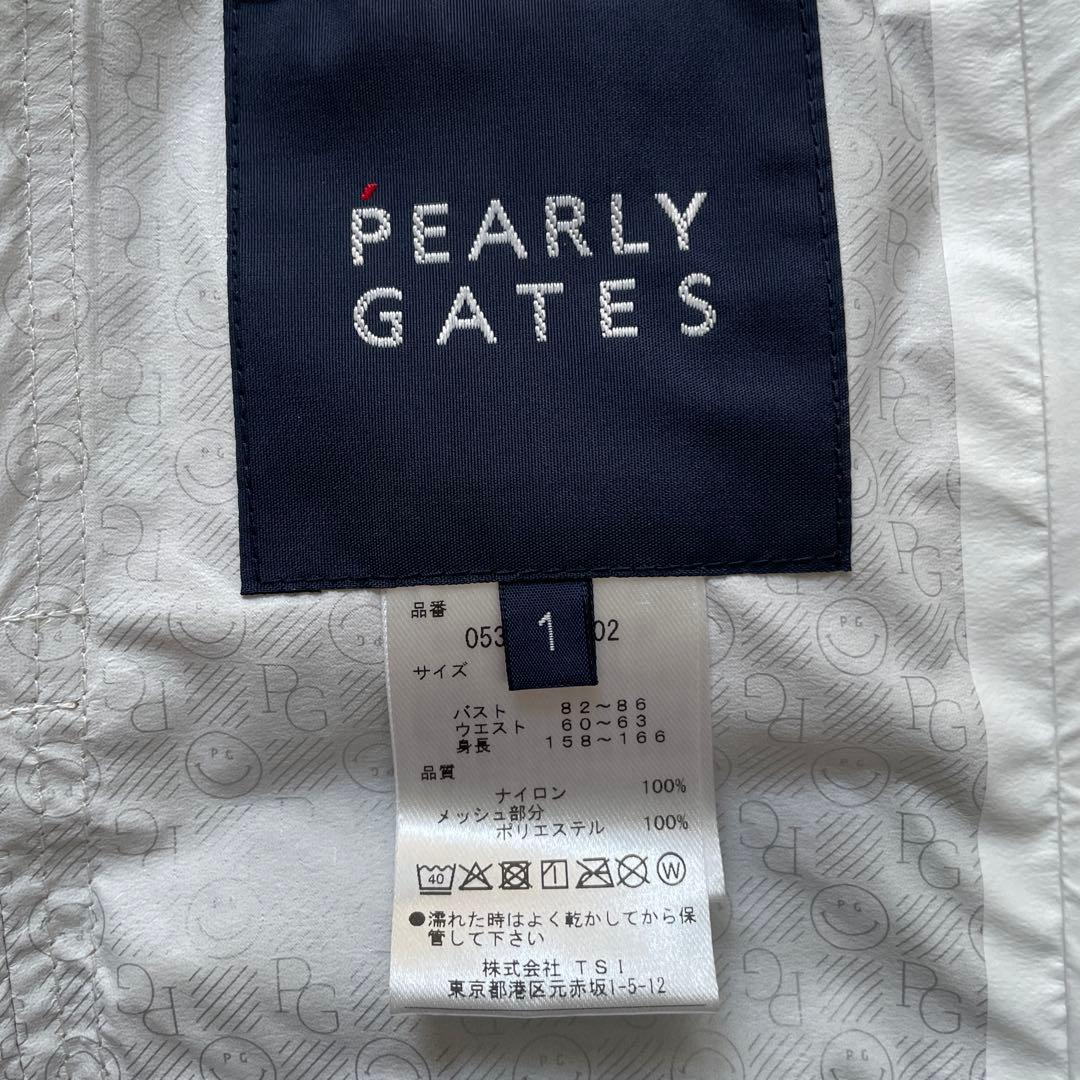 PEARLY
GATES
1
品番
053 02
サイズ
バスト 82～86
ウエスト 60～63
身長 158～166
品質
ナイロン 100%
メッシュ部分
ポリエステル 100%
40
W
●濡れた時はよく乾かしてから保
管して下さい
株式会社 TSI
東京都港区元赤坂1-5-12
PG